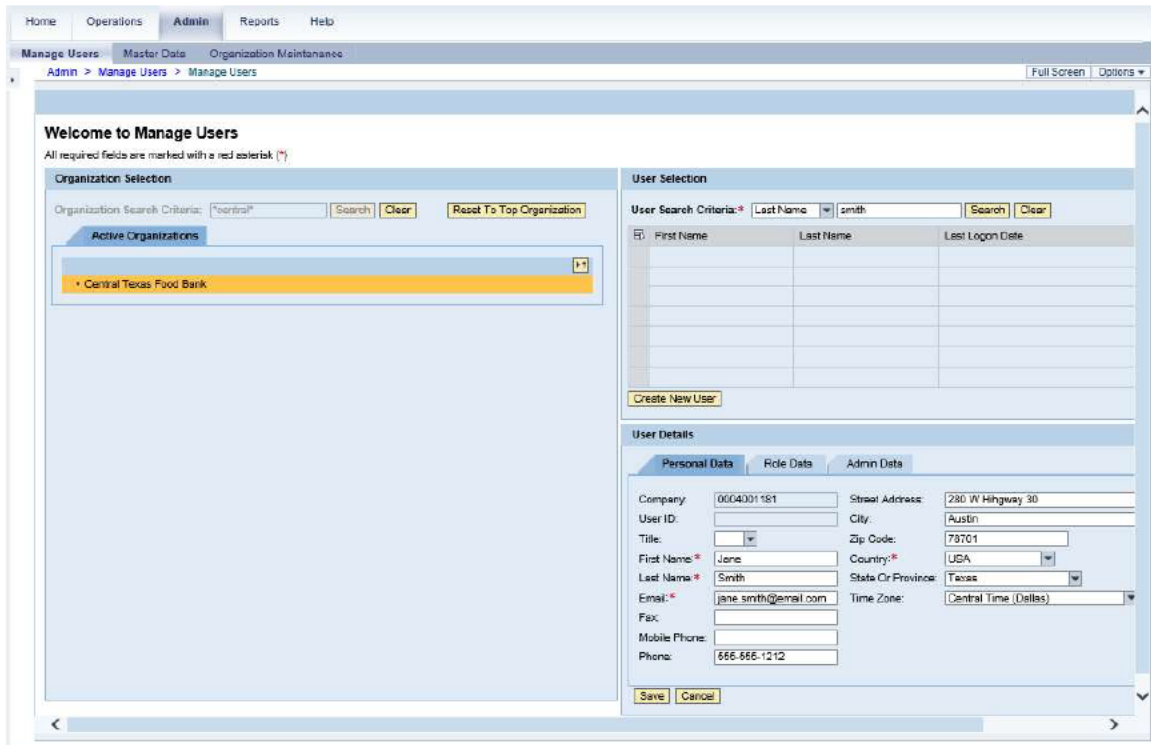 Home Operations Admin Reports Help
Manage Users Master Data Organization Maintenance
Admin > Manage Users > Manage Users
Full Screen Options
Welcome to Manage Users
All required fields are marked with a red asterisk (*)
Organization Selection
Organization Search Criteria: *central* Search Clear Reset To Top Organization
Active Organizations
• Central Texas Food Bank
User Selection
User Search Criteria:* Last Name smith Search Clear
First Name Last Name Last Logon Date
Create New User
User Details
Personal Data Role Data Admin Data
Company 0004001181 Street Address: 280 W Hihgway 30
User ID: City: Austin
Title: Zip Code: 78701
First Name:* Jane Country:* USA
Last Name:* Smith State Or Province: Texas
Email:* jane.smith@email.com Time Zone: Central Time (Dallas)
Fax:
Mobile Phone:
Phone: 555-555-1212
Save Cancel